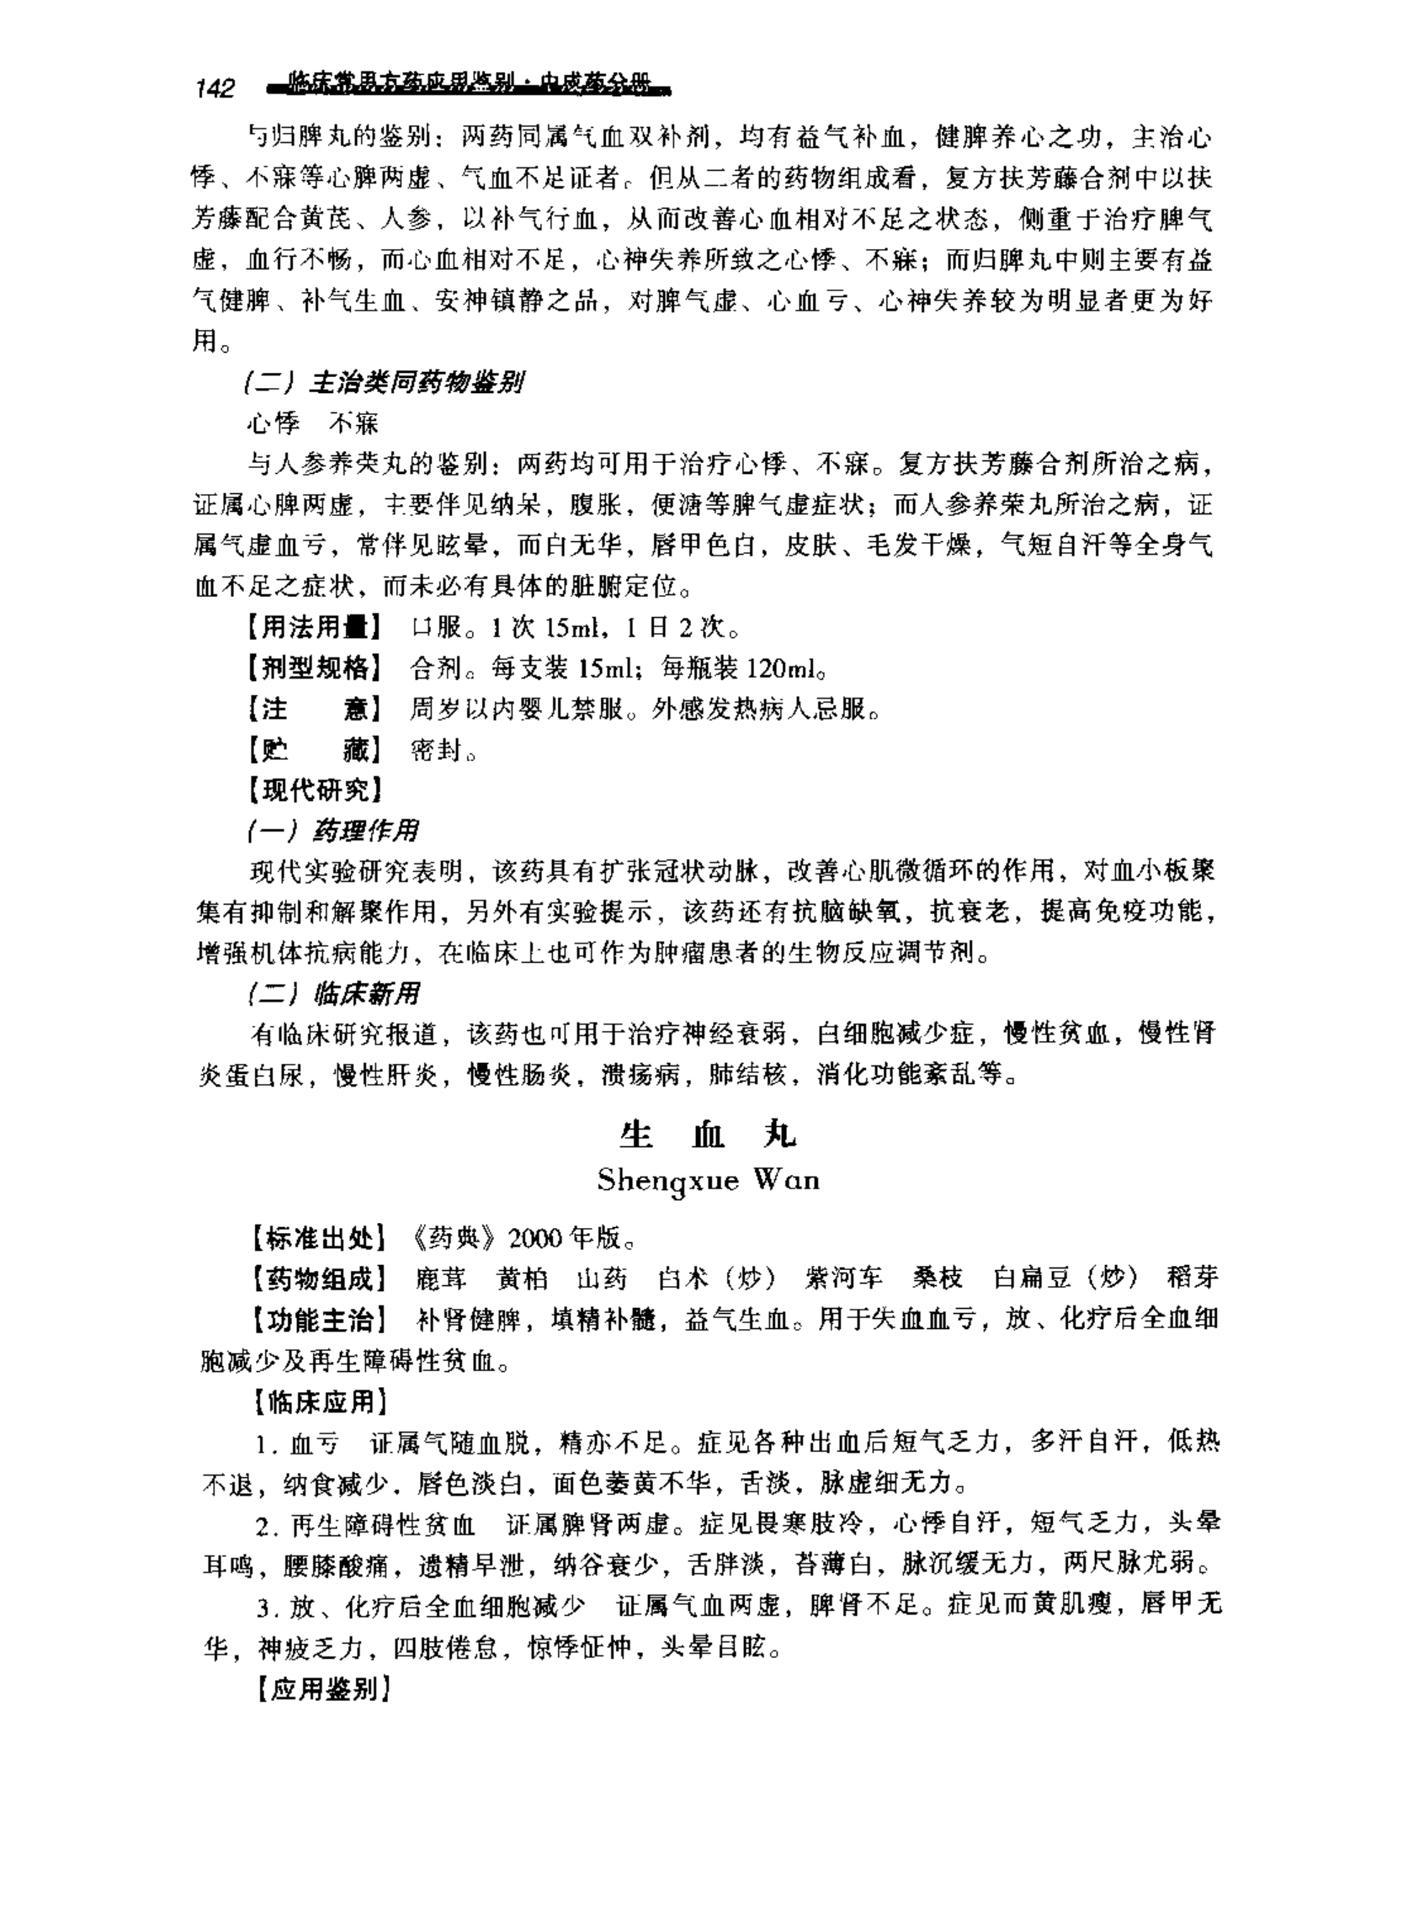 142 临床常用方药应用鉴别·中成药分册
与归脾丸的鉴别：两药同属气血双补剂，均有益气补血，健脾养心之功，主治心
悸、不寐等心脾两虚、气血不足证者。但从二者的药物组成看，复方扶芳藤合剂中以扶
芳藤配合黄芪、人参，以补气行血，从而改善心血相对不足之状态，侧重于治疗脾气
虚，血行不畅，而心血相对不足，心神失养所致之心悸、不寐；而归脾丸中则主要有益
气健脾、补气生血、安神镇静之品，对脾气虚、心血亏、心神失养较为明显者更为好
用。
（二）主治类同药物鉴别
心悸　不寐
与人参养荣丸的鉴别：两药均可用于治疗心悸、不寐。复方扶芳藤合剂所治之病，
证属心脾两虚，主要伴见纳呆，腹胀，便溏等脾气虚症状；而人参养荣丸所治之病，证
属气虚血亏，常伴见眩晕，而白无华，唇甲色白，皮肤、毛发干燥，气短自汗等全身气
血不足之症状，而未必有具体的脏腑定位。
【用法用量】　口服。1 次 15ml，1 日 2 次。
【剂型规格】　合剂。每支装 15ml；每瓶装 120ml。
【注　　意】　周岁以内婴儿禁服。外感发热病人忌服。
【贮　　藏】　密封。
【现代研究】
（一）药理作用
现代实验研究表明，该药具有扩张冠状动脉，改善心肌微循环的作用，对血小板聚
集有抑制和解聚作用，另外有实验提示，该药还有抗脑缺氧，抗衰老，提高免疫功能，
增强机体抗病能力，在临床上也可作为肿瘤患者的生物反应调节剂。
（二）临床新用
有临床研究报道，该药也可用于治疗神经衰弱，白细胞减少症，慢性贫血，慢性肾
炎蛋白尿，慢性肝炎，慢性肠炎，溃疡病，肺结核，消化功能紊乱等。
生　血　丸
Shengxue Wan
【标准出处】　《药典》2000 年版。
【药物组成】　鹿茸　黄柏　山药　白术（炒）　紫河车　桑枝　白扁豆（炒）　稻芽
【功能主治】　补肾健脾，填精补髓，益气生血。用于失血血亏，放、化疗后全血细
胞减少及再生障碍性贫血。
【临床应用】
1. 血亏　证属气随血脱，精亦不足。症见各种出血后短气乏力，多汗自汗，低热
不退，纳食减少，唇色淡白，面色萎黄不华，舌淡，脉虚细无力。
2. 再生障碍性贫血　证属脾肾两虚。症见畏寒肢冷，心悸自汗，短气乏力，头晕
耳鸣，腰膝酸痛，遗精早泄，纳谷衰少，舌胖淡，苔薄白，脉沉缓无力，两尺脉尤弱。
3. 放、化疗后全血细胞减少　证属气血两虚，脾肾不足。症见而黄肌瘦，唇甲无
华，神疲乏力，四肢倦怠，惊悸怔忡，头晕目眩。
【应用鉴别】